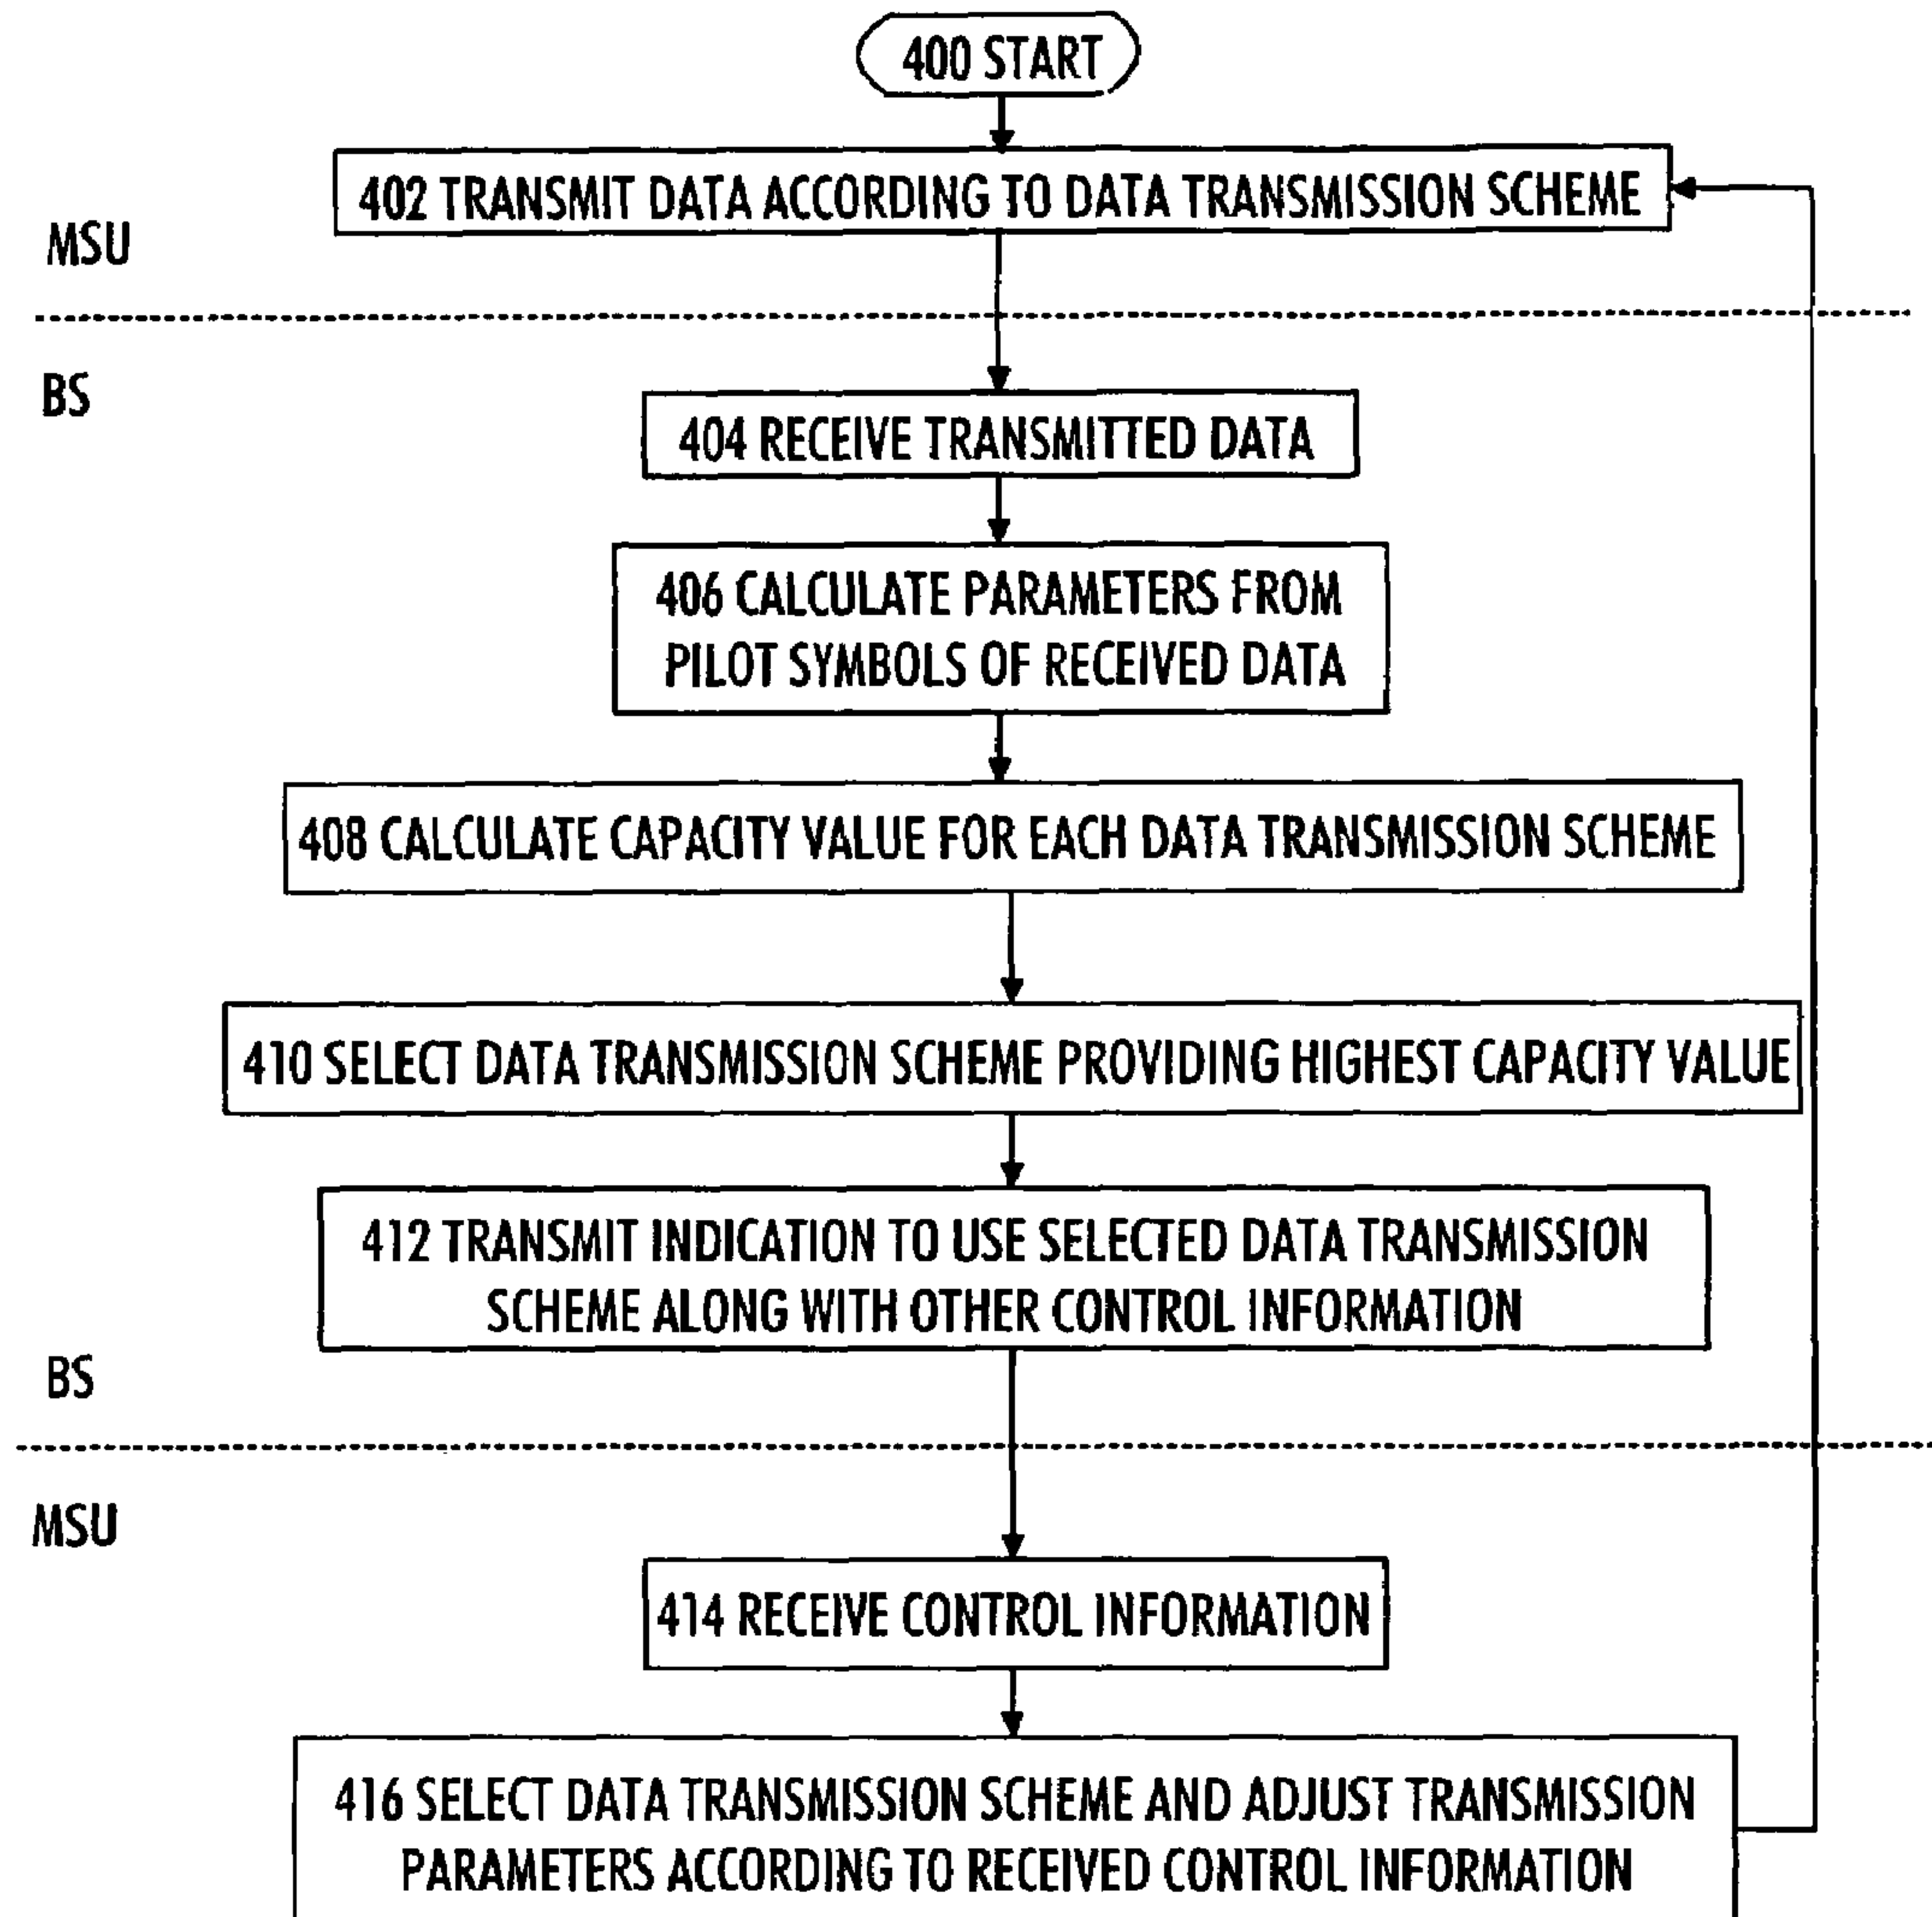 400 START
402 TRANSMIT DATA ACCORDING TO DATA TRANSMISSION SCHEME
MSU
BS
404 RECEIVE TRANSMITTED DATA
406 CALCULATE PARAMETERS FROM
PILOT SYMBOLS OF RECEIVED DATA
408 CALCULATE CAPACITY VALUE FOR EACH DATA TRANSMISSION SCHEME
410 SELECT DATA TRANSMISSION SCHEME PROVIDING HIGHEST CAPACITY VALUE
412 TRANSMIT INDICATION TO USE SELECTED DATA TRANSMISSION
SCHEME ALONG WITH OTHER CONTROL INFORMATION
BS
MSU
414 RECEIVE CONTROL INFORMATION
416 SELECT DATA TRANSMISSION SCHEME AND ADJUST TRANSMISSION
PARAMETERS ACCORDING TO RECEIVED CONTROL INFORMATION